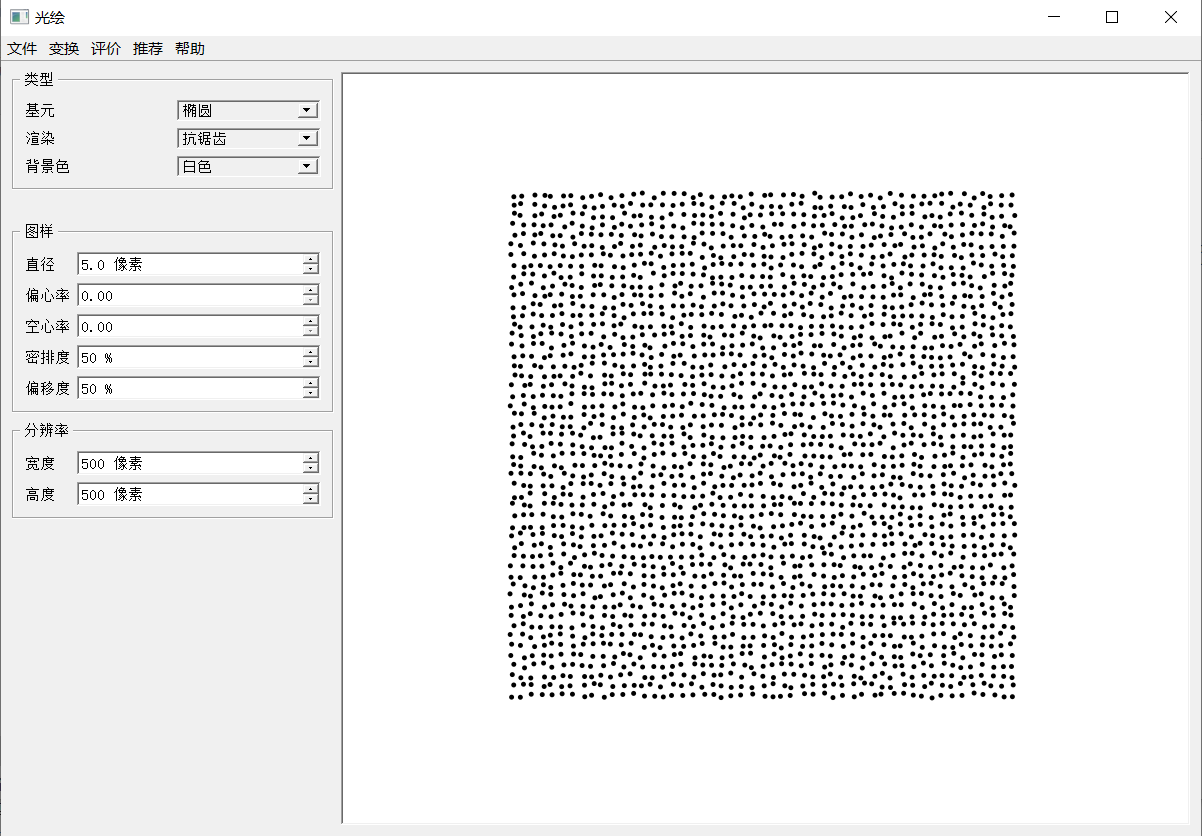 光绘
文件 变换 评价 推荐 帮助
类型
基元 椭圆
渲染 抗锯齿
背景色 白色
图样
直径 5.0 像素
偏心率 0.00
空心率 0.00
密排度 50 %
偏移度 50 %
分辨率
宽度 500 像素
高度 500 像素